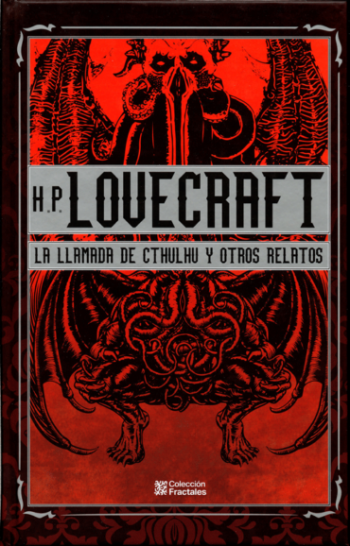 H.P. LOVECRAFT
LA LLAMADA DE CTHULHU Y OTROS RELATOS
Colección
Fractales